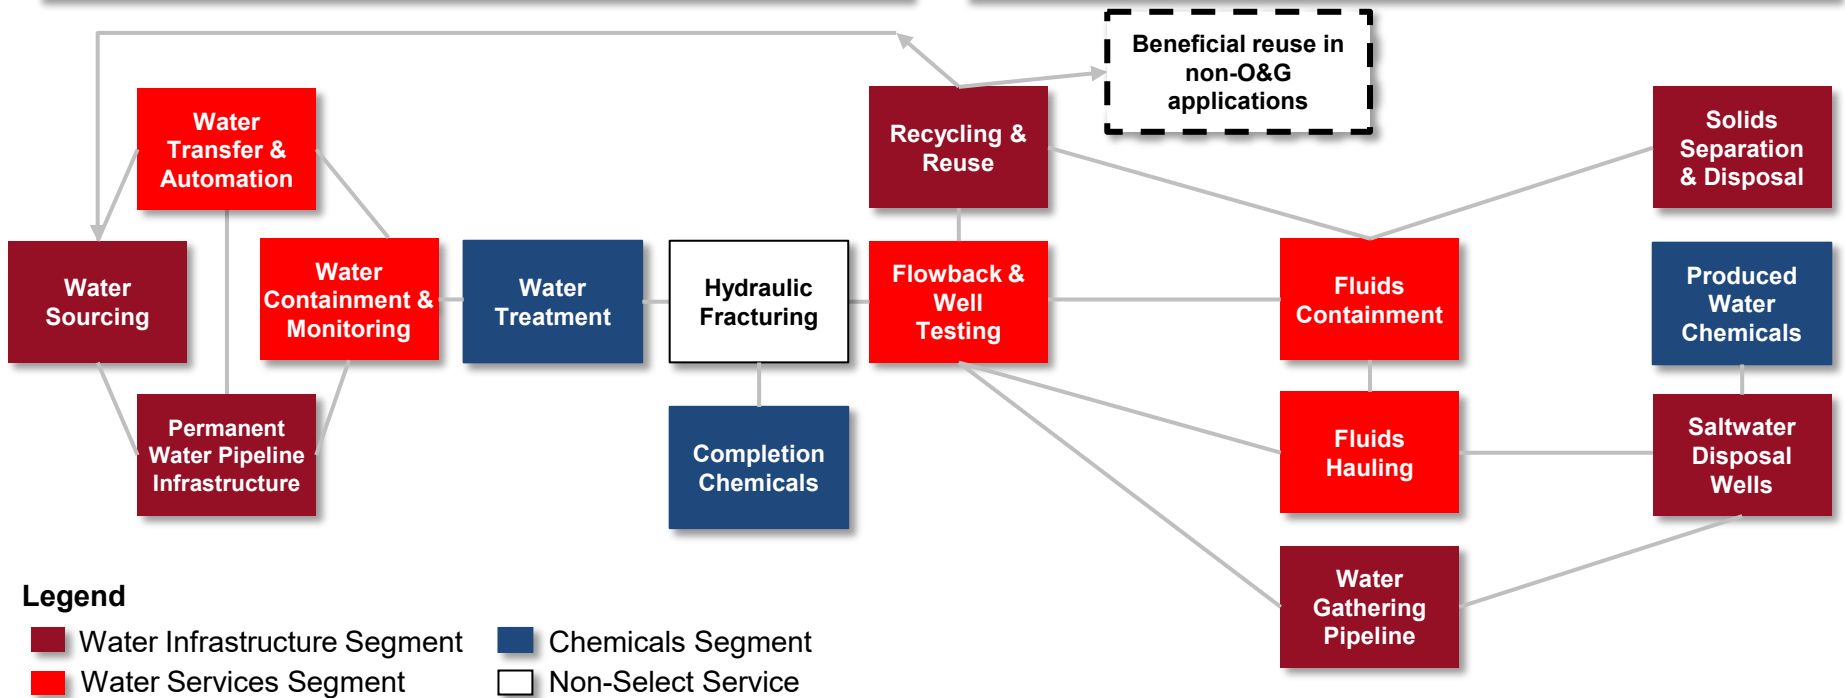 Beneficial reuse in
non-O&G
applications
Water
Transfer &
Automation
Recycling &
Reuse
Solids
Separation
& Disposal
Water
Sourcing
Water
Containment &
Monitoring
Water
Treatment
Hydraulic
Fracturing
Flowback &
Well
Testing
Fluids
Containment
Produced
Water
Chemicals
Permanent
Water Pipeline
Infrastructure
Completion
Chemicals
Fluids
Hauling
Saltwater
Disposal
Wells
Water
Gathering
Pipeline
Legend
Water Infrastructure Segment
Chemicals Segment
Water Services Segment
Non-Select Service